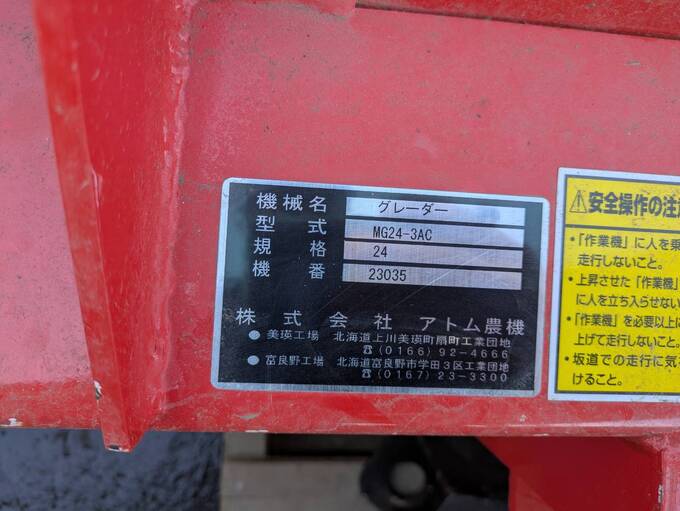 機械名 グレーダー
型式 MG24-3AC
規格 24
機番 23035
株式会社 アトム農機
● 美瑛工場 北海道上川美瑛町扇町工業団地
☎(0166)92-4666
● 富良野工場 北海道富良野市学田3区工業団地
☎(0167)23-3300
⚠安全操作の注意
・「作業機」に人を乗
走行しないこと。
・上昇させた「作業機」
に人を立ち入らせない
・「作業機」を必要以上に
上げて走行しないこと。
・坂道での走行に気
けること。